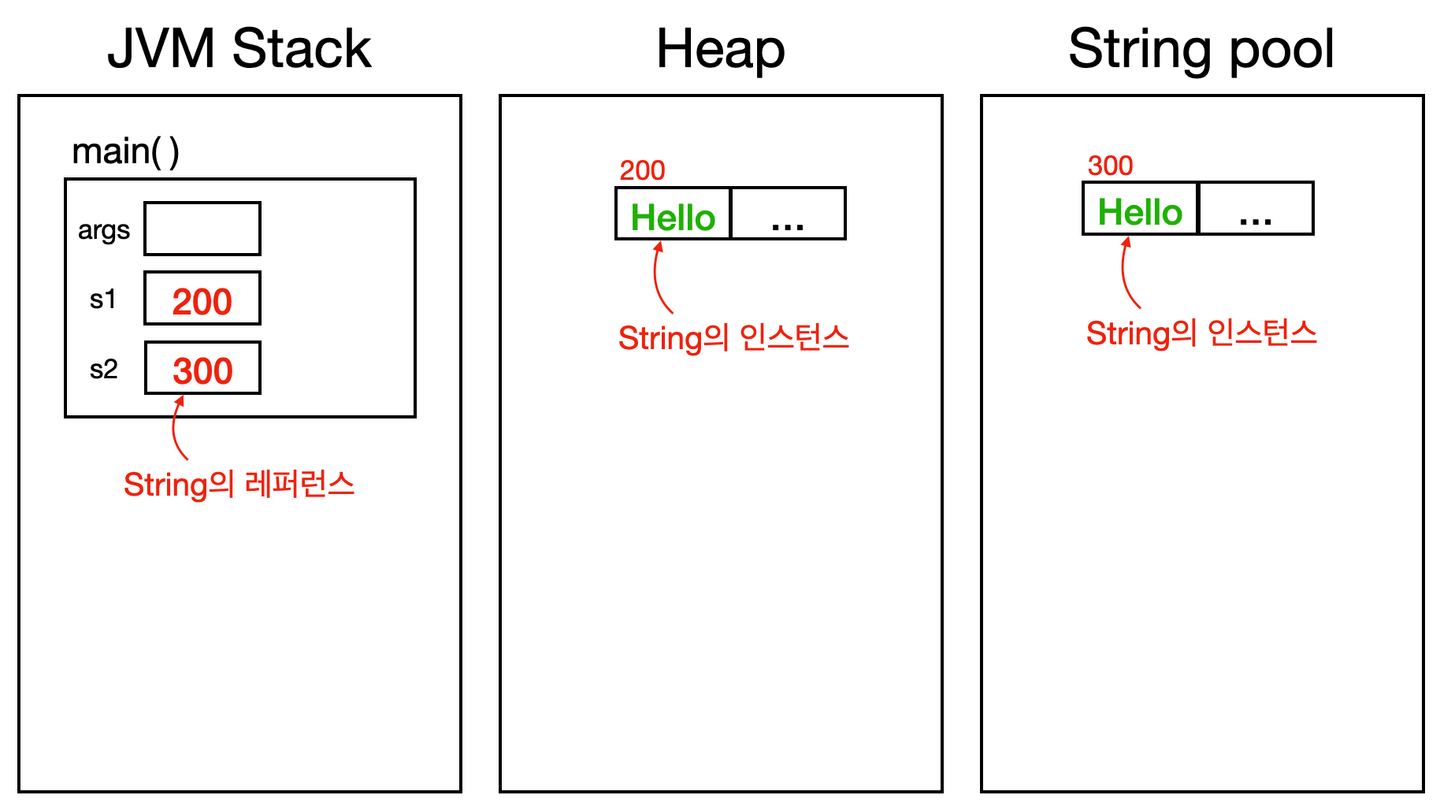 JVM Stack
main( )
args
s1
200
s2
300
String의 레퍼런스
Heap
200
Hello
...
String의 인스턴스
String pool
300
Hello
...
String의 인스턴스